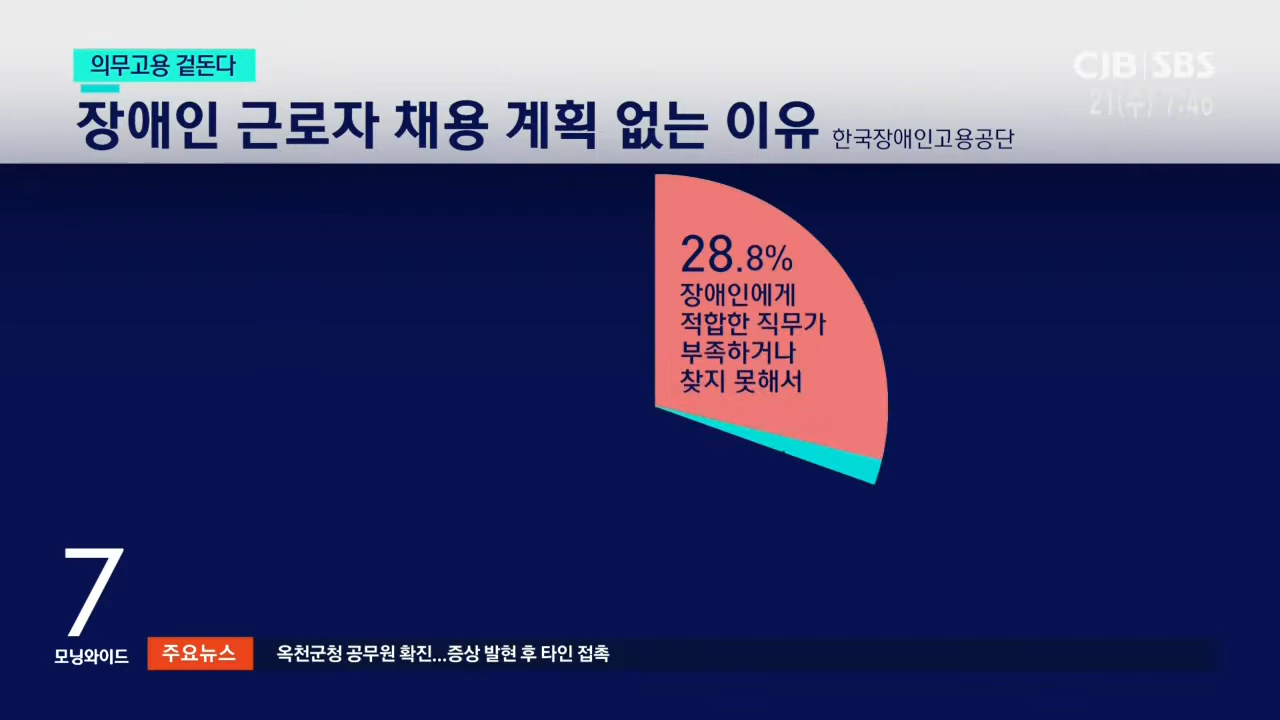 의무고용 겉돈다
CJB SBS
21(수) 7:46
장애인 근로자 채용 계획 없는 이유 한국장애인고용공단
28.8%
장애인에게
적합한 직무가
부족하거나
찾지 못해서
7
모닝와이드
주요뉴스 옥천군청 공무원 확진...증상 발현 후 타인 접촉